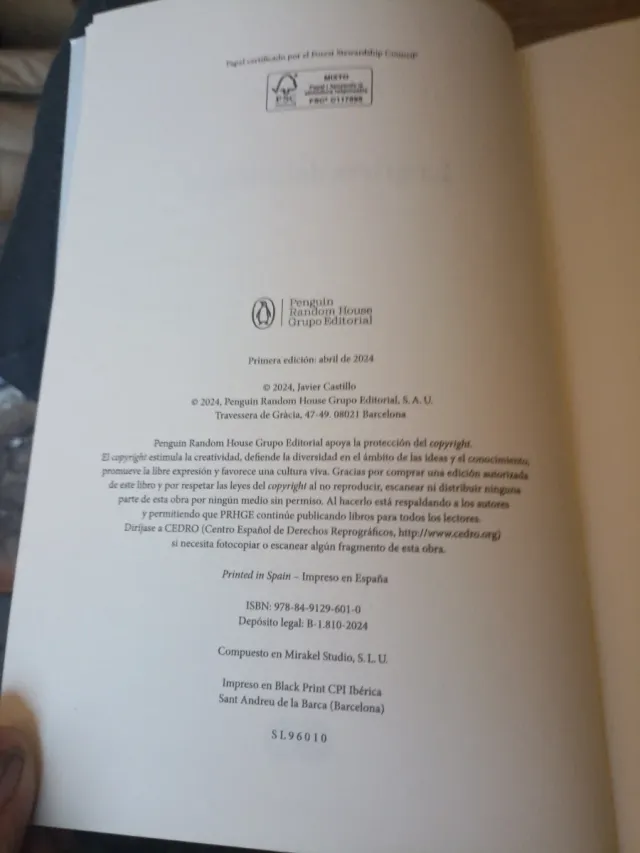 Papel certificado por el Forest Stewardship Council®
FSC
MIXTO
Papel | Apoyando la
silvicultura responsable
FSC® C117695
Penguin
Random House
Grupo Editorial
Primera edición: abril de 2024
© 2024, Javier Castillo
© 2024, Penguin Random House Grupo Editorial, S. A. U.
Travessera de Gràcia, 47-49. 08021 Barcelona
Penguin Random House Grupo Editorial apoya la protección del copyright.
El copyright estimula la creatividad, defiende la diversidad en el ámbito de las ideas y el conocimiento,
promueve la libre expresión y favorece una cultura viva. Gracias por comprar una edición autorizada
de este libro y por respetar las leyes del copyright al no reproducir, escanear ni distribuir ninguna
parte de esta obra por ningún medio sin permiso. Al hacerlo está respaldando a los autores
y permitiendo que PRHGE continúe publicando libros para todos los lectores.
Diríjase a CEDRO (Centro Español de Derechos Reprográficos, http://www.cedro.org)
si necesita fotocopiar o escanear algún fragmento de esta obra.
Printed in Spain – Impreso en España
ISBN: 978-84-9129-601-0
Depósito legal: B-1.810-2024
Compuesto en Mirakel Studio, S. L. U.
Impreso en Black Print CPI Ibérica
Sant Andreu de la Barca (Barcelona)
SL96010